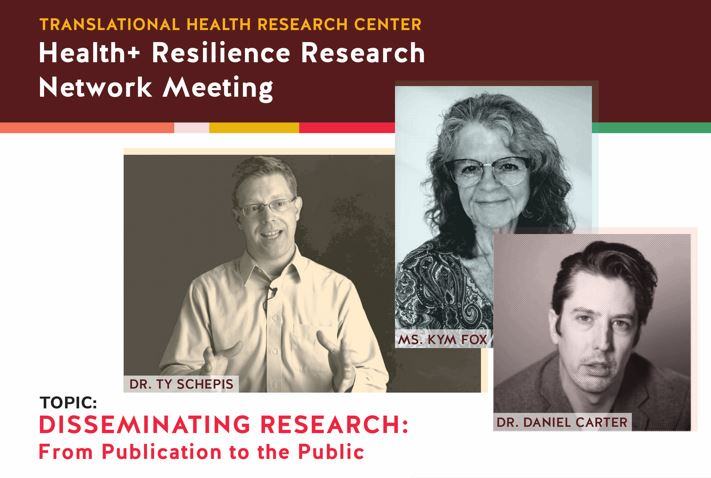 TRANSLATIONAL HEALTH RESEARCH CENTER
Health+ Resilience Research
Network Meeting
MS. KYM FOX
DR. TY SCHEPIS
DR. DANIEL CARTER
TOPIC:
DISSEMINATING RESEARCH:
From Publication to the Public